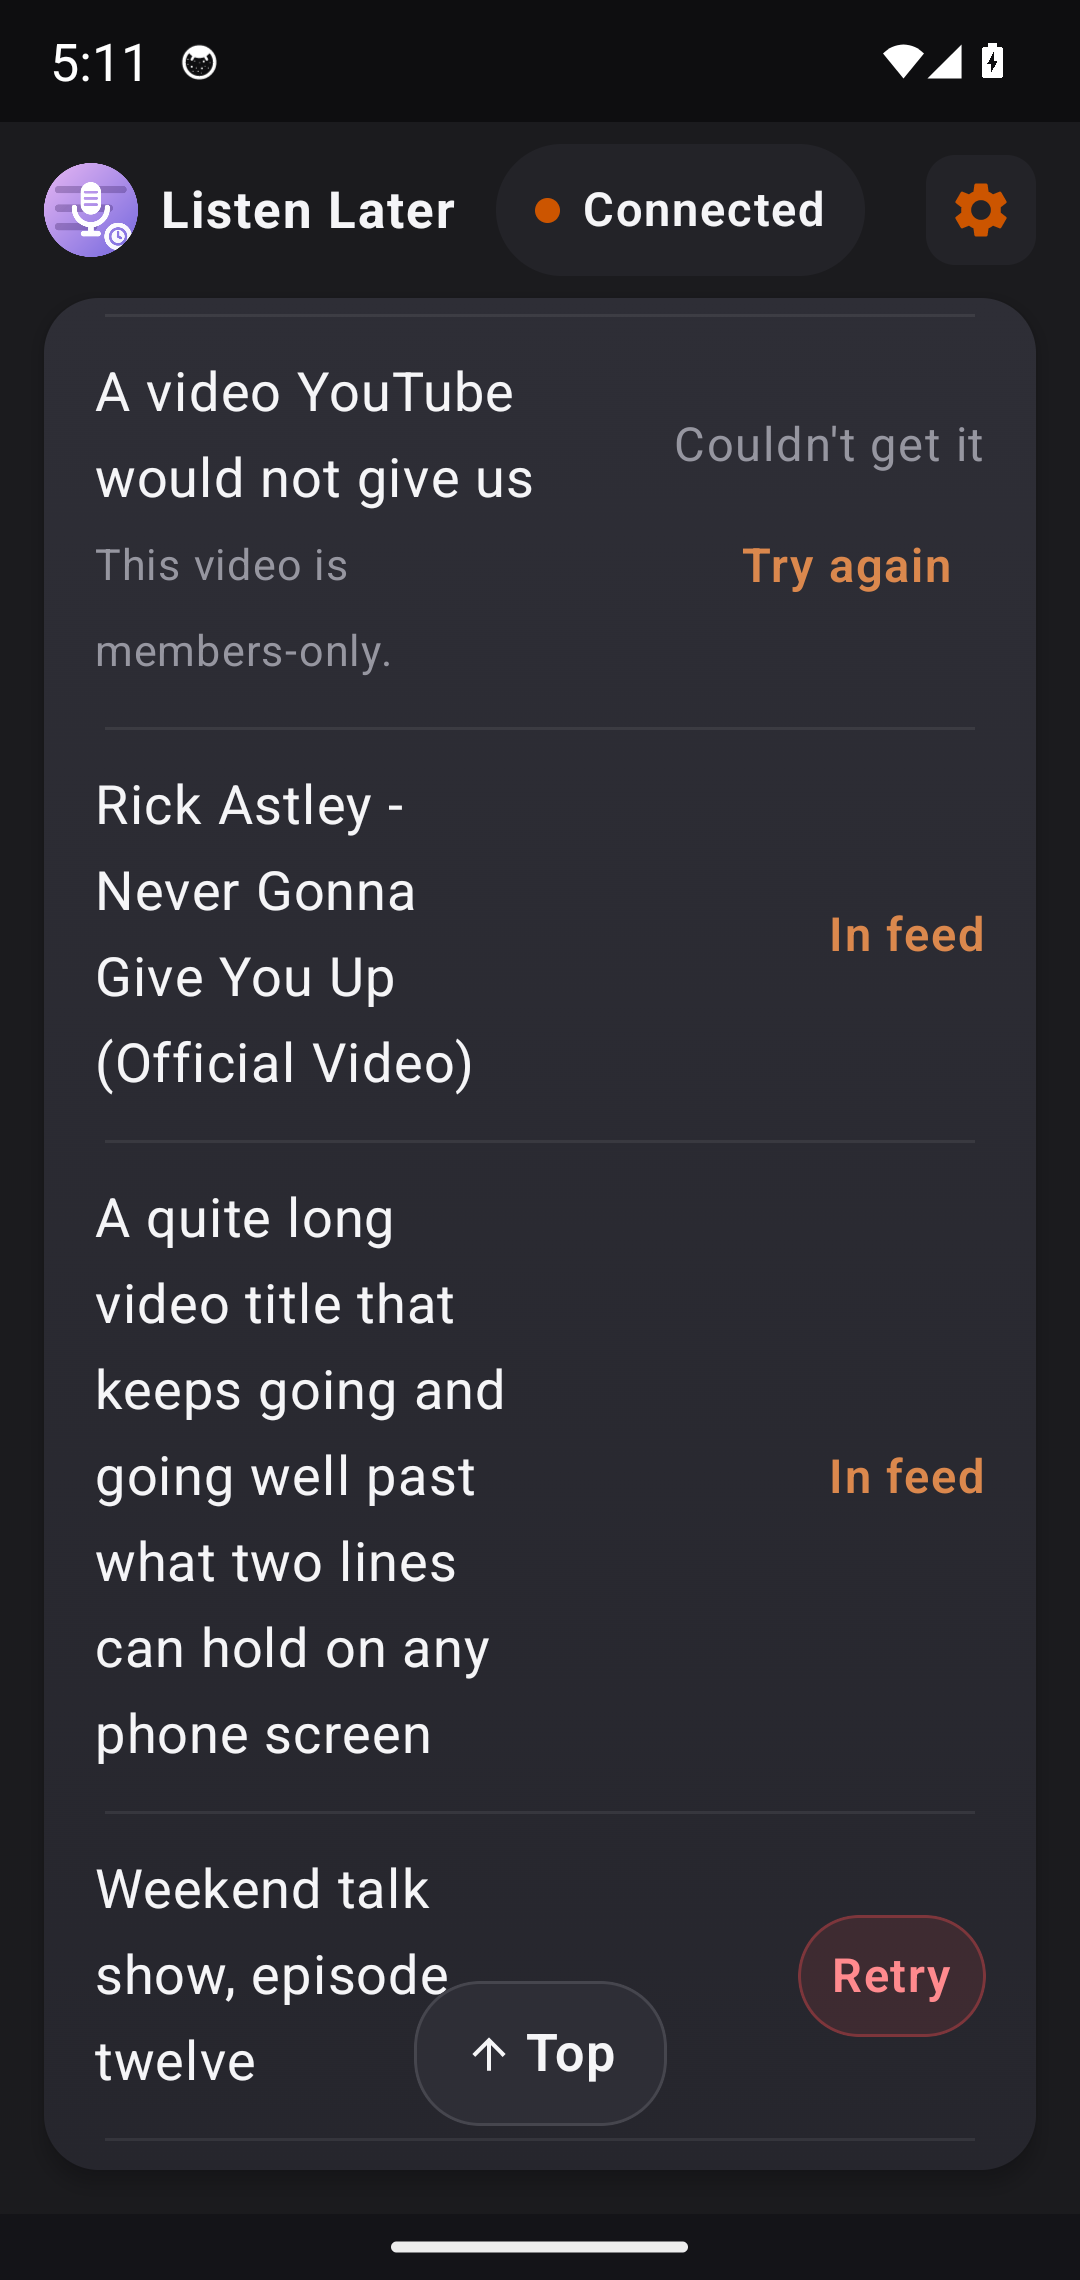 5:11
Listen Later
Connected
A video YouTube
would not give us
Couldn't get it
This video is
members-only.
Try again
Rick Astley -
Never Gonna
Give You Up
(Official Video)
In feed
A quite long
video title that
keeps going and
going well past
what two lines
can hold on any
phone screen
In feed
Weekend talk
show, episode
twelve
Retry
↑ Top